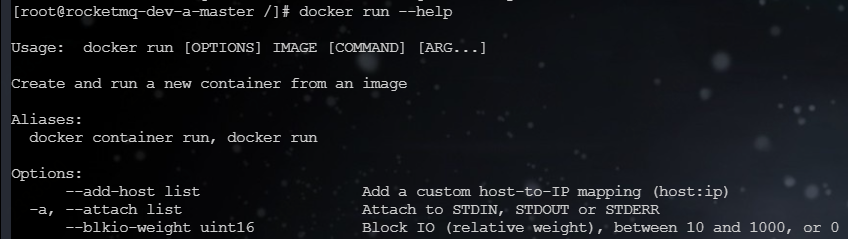 [root@rocketmq-dev-a-master /]# docker run --help
Usage:  docker run [OPTIONS] IMAGE [COMMAND] [ARG...]
Create and run a new container from an image
Aliases:
  docker container run, docker run
Options:
      --add-host list                  Add a custom host-to-IP mapping (host:ip)
  -a, --attach list                    Attach to STDIN, STDOUT or STDERR
      --blkio-weight uint16            Block IO (relative weight), between 10 and 1000, or 0